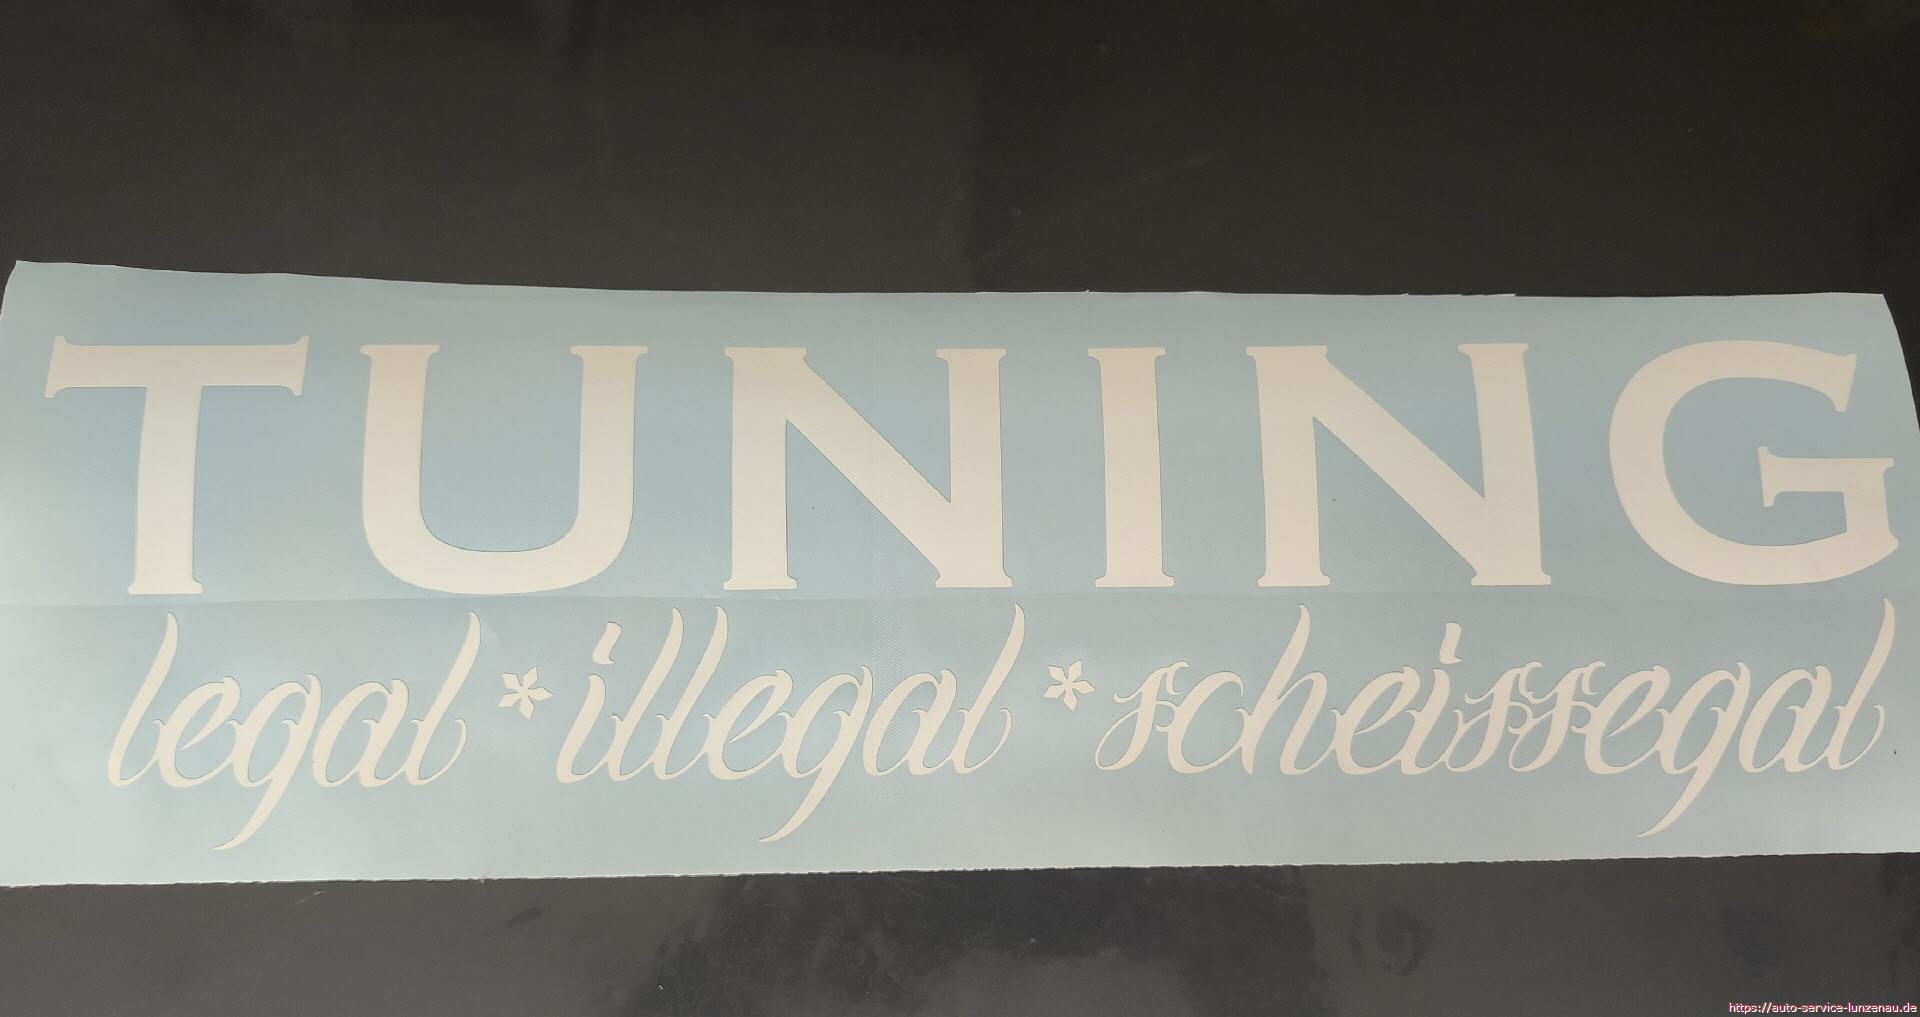 TUNING
legal * illegal * scheissegal
https://auto-service-lunzenau.de